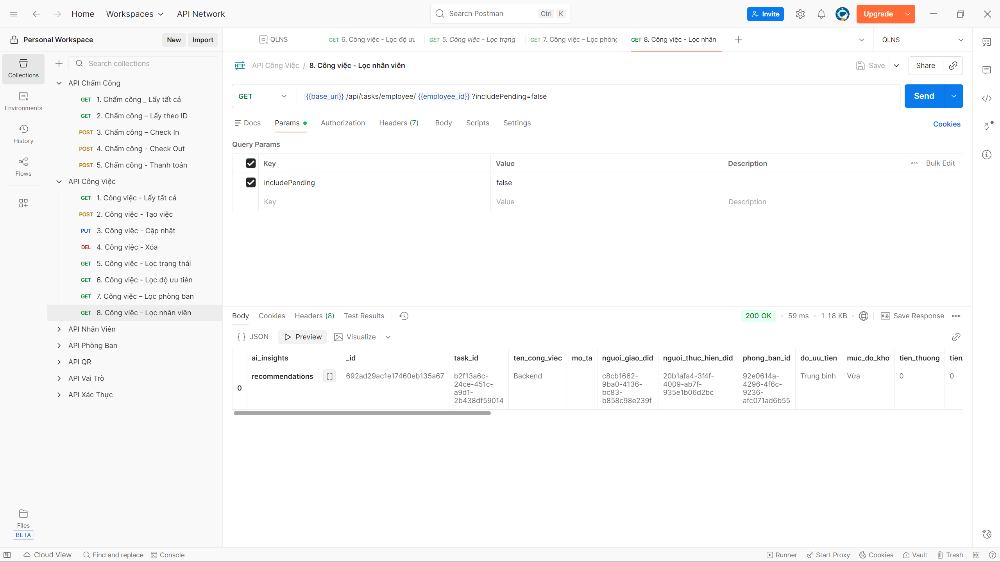 Home Workspaces API Network Search Postman Ctrl K Invite Upgrade
Personal Workspace New Import
QLNS GET 6. Công việc - Lọc độ ưu GET 5. Công việc - Lọc trạng GET 7. Công việc – Lọc phòng GET 8. Công việc - Lọc nhân QLNS
Collections
Environments
History
Flows
Files
BETA
Search collections
API Chấm Công
GET 1. Chấm công _ Lấy tất cả
GET 2. Chấm công – Lấy theo ID
POST 3. Chấm công – Check In
POST 4. Chấm công - Check Out
POST 5. Chấm công - Thanh toán
API Công Việc
GET 1. Công việc - Lấy tất cả
POST 2. Công việc - Tạo việc
PUT 3. Công việc - Cập nhật
DEL 4. Công việc - Xóa
GET 5. Công việc - Lọc trạng thái
GET 6. Công việc - Lọc độ ưu tiên
GET 7. Công việc – Lọc phòng ban
GET 8. Công việc - Lọc nhân viên
API Nhân Viên
API Phòng Ban
API QR
API Vai Trò
API Xác Thực
HTTP API Công Việc / 8. Công việc - Lọc nhân viên Save Share
GET {{base_url}}/api/tasks/employee/{{employee_id}}?includePending=false Send
Docs Params Authorization Headers (7) Body Scripts Settings Cookies
Query Params
Key Value Description Bulk Edit
includePending false
Key Value Description
Body Cookies Headers (8) Test Results 200 OK 59 ms 1.18 KB e.g. Save Response
{} JSON Preview Visualize
ai_insights _id task_id ten_cong_viec mo_ta nguoi_giao_did nguoi_thuc_hien_did phong_ban_id do_uu_tien muc_do_kho tien_thuong tien_
0 recommendations [] 692ad29ac1e17460eb135a67 b2f13a6c- Backend c8cb1662- 20b1afa4-3f4f- 92e0614a- Trung bình Vừa 0 0
24ce-451c- 9ba0-4136- 4009-ab7f- 4296-4f6c-
a9d1- bc83- 935e1b06d2bc 9236-
2b438df59014 b858c98e239f afc071ad6b55
Cloud View Find and replace Console Runner Start Proxy Cookies Vault Trash